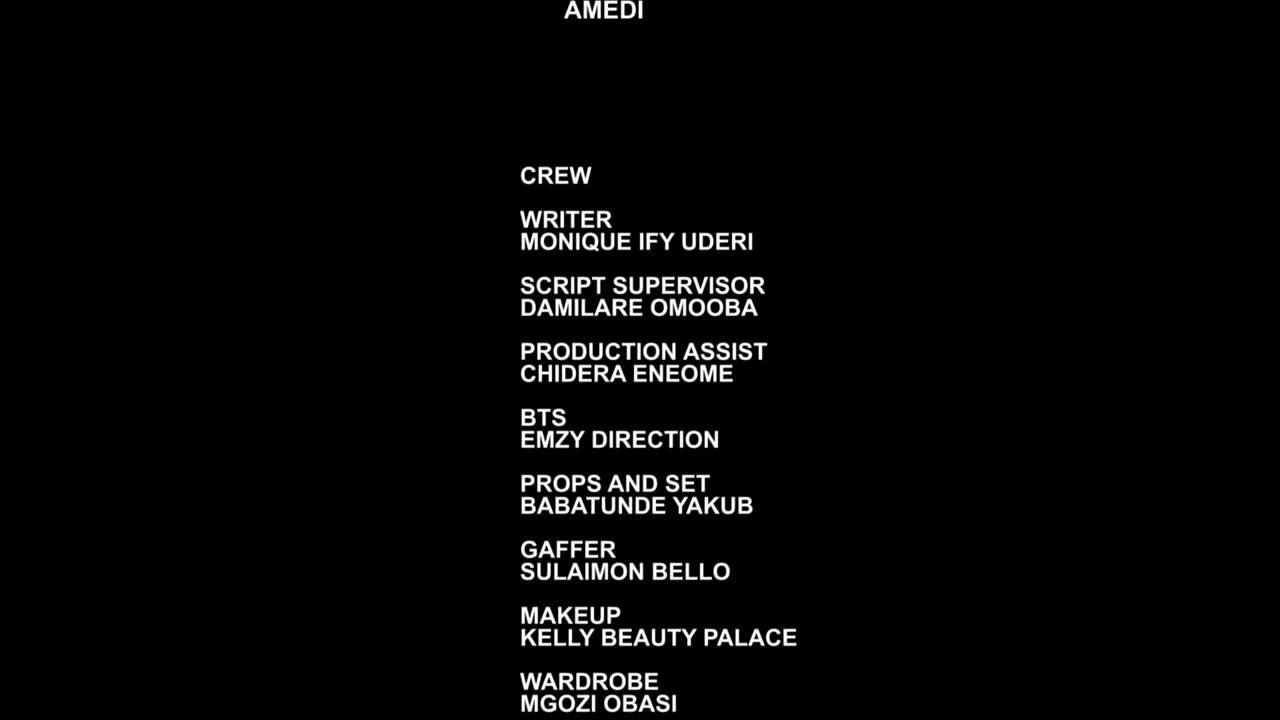 AMEDI
CREW
WRITER
MONIQUE IFY UDERI
SCRIPT SUPERVISOR
DAMILARE OMOOBA
PRODUCTION ASSIST
CHIDERA ENEOME
BTS
EMZY DIRECTION
PROPS AND SET
BABATUNDE YAKUB
GAFFER
SULAIMON BELLO
MAKEUP
KELLY BEAUTY PALACE
WARDROBE
MGOZI OBASI